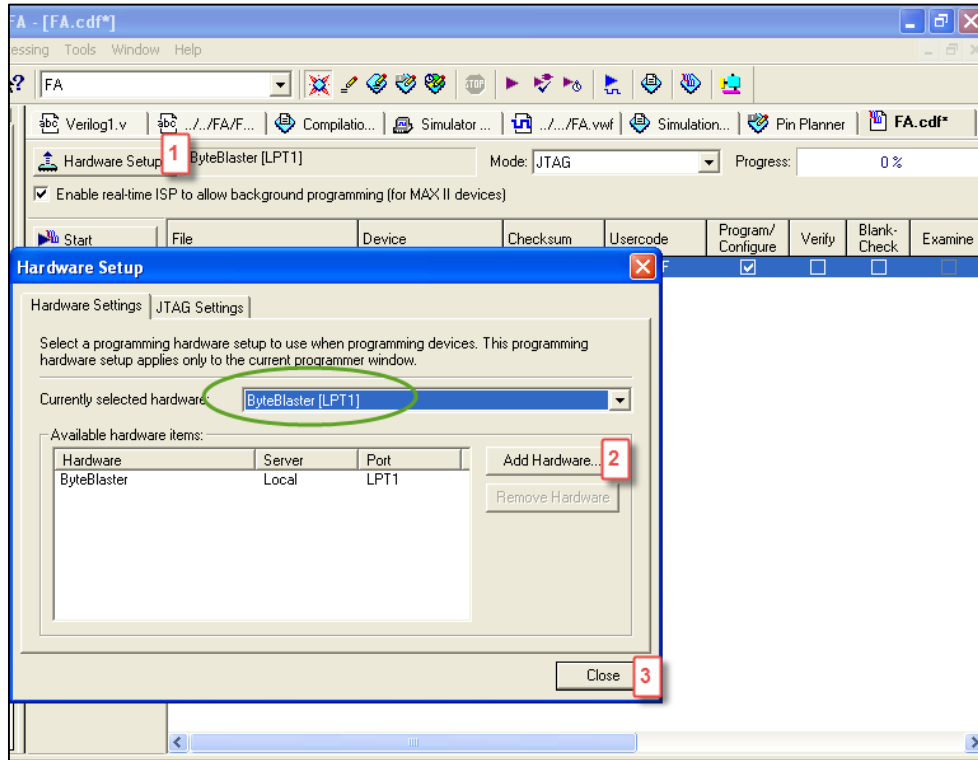 FA - [FA.cdf*]
essing Tools Window Help
FA
STOP
Verilog1.v
../../FA/F...
Compilatio...
Simulator ...
../../FA.vwf
Simulation...
Pin Planner
FA.cdf*
Hardware Setup
1
ByteBlaster [LPT1]
Mode: JTAG
Progress: 0 %
Enable real-time ISP to allow background programming (for MAX II devices)
Start
File Device Checksum Usercode Program/Configure Verify Blank-Check Examine
F
Hardware Setup
Hardware Settings JTAG Settings
Select a programming hardware setup to use when programming devices. This programming
hardware setup applies only to the current programmer window.
Currently selected hardware: ByteBlaster [LPT1]
Available hardware items:
Hardware Server Port
ByteBlaster Local LPT1
Add Hardware... 2
Remove Hardware
Close 3